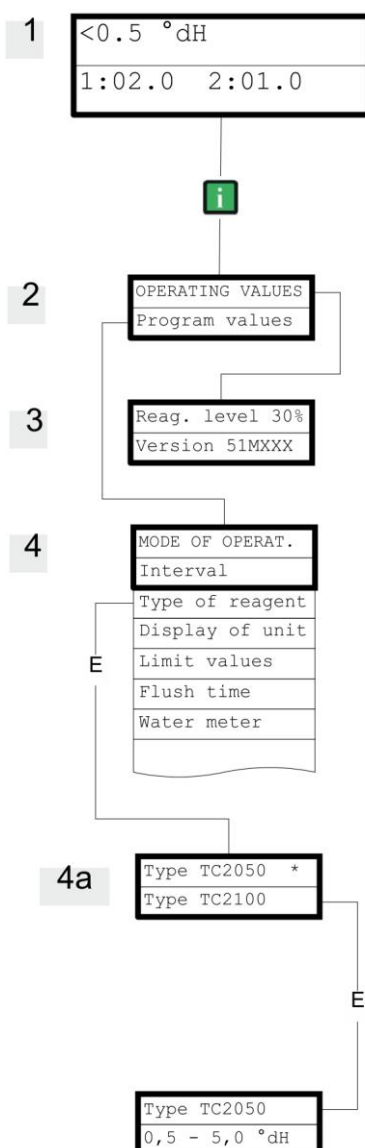 1
<0.5 °dH
1:02.0 2:01.0
i
2
OPERATING VALUES
Program values
3
Reag. level 30%
Version 51MXXX
4
MODE OF OPERAT.
Interval
Type of reagent
Display of unit
Limit values
Flush time
Water meter
E
4a
Type TC2050 *
Type TC2100
E
Type TC2050
0,5 - 5,0 °dH